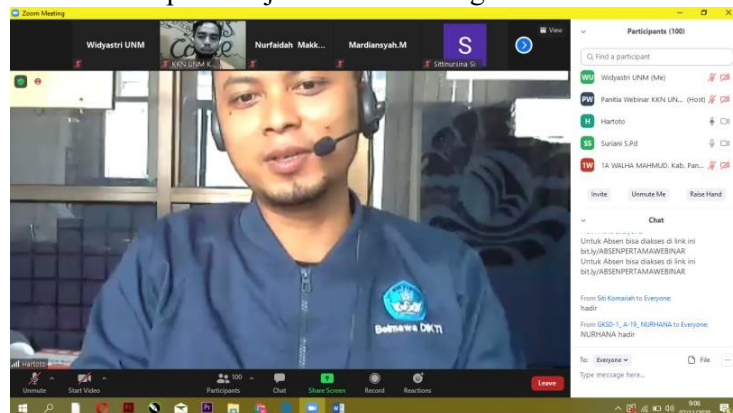 Zoom Meeting
View
Widyastri UNM
Nurfaidah Makk...
Mardiansyah.M
S
KKN UNM K...
Sittinursina Si
Belmawa DIKTI
Hartoto
Participants (100)
Find a participant
WU Widyastri UNM (Me)
PW Panitia Webinar KKN UN... (Host)
H Hartoto
SS Suriani S.Pd
1W 1A WALHA MAHMUD. Kab. Pan...
Invite Unmute Me Raise Hand
Chat
Untuk Absen bisa diakses di link ini
bit.ly/ABSENPERTAMAWEBINAR
Untuk Absen bisa diakses di link ini
bit.ly/ABSENPERTAMAWEBINAR
From Siti Komariah to Everyone:
hadir
From GKSD-1_A-19_NURHANA to Everyone:
NURHANA hadir
To: Everyone File
Type message here...
Unmute Start Video Participants 100 Chat Share Screen Record Reactions Leave
9:06